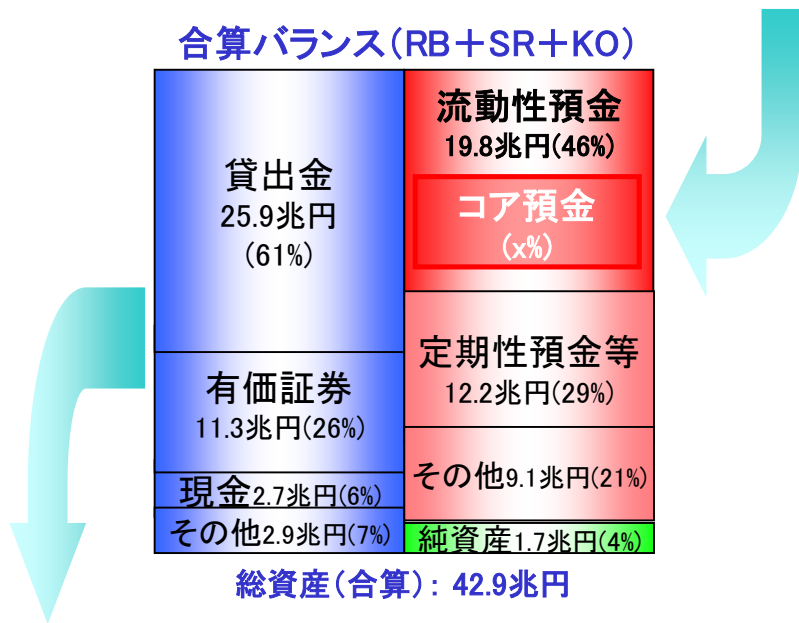 合算バランス(RB+SR+KO)
貸出金
25.9兆円
(61%)
有価証券
11.3兆円(26%)
現金2.7兆円(6%)
その他2.9兆円(7%)
流動性預金
19.8兆円(46%)
コア預金
(x%)
定期性預金等
12.2兆円(29%)
その他9.1兆円(21%)
純資産1.7兆円(4%)
総資産(合算): 42.9兆円